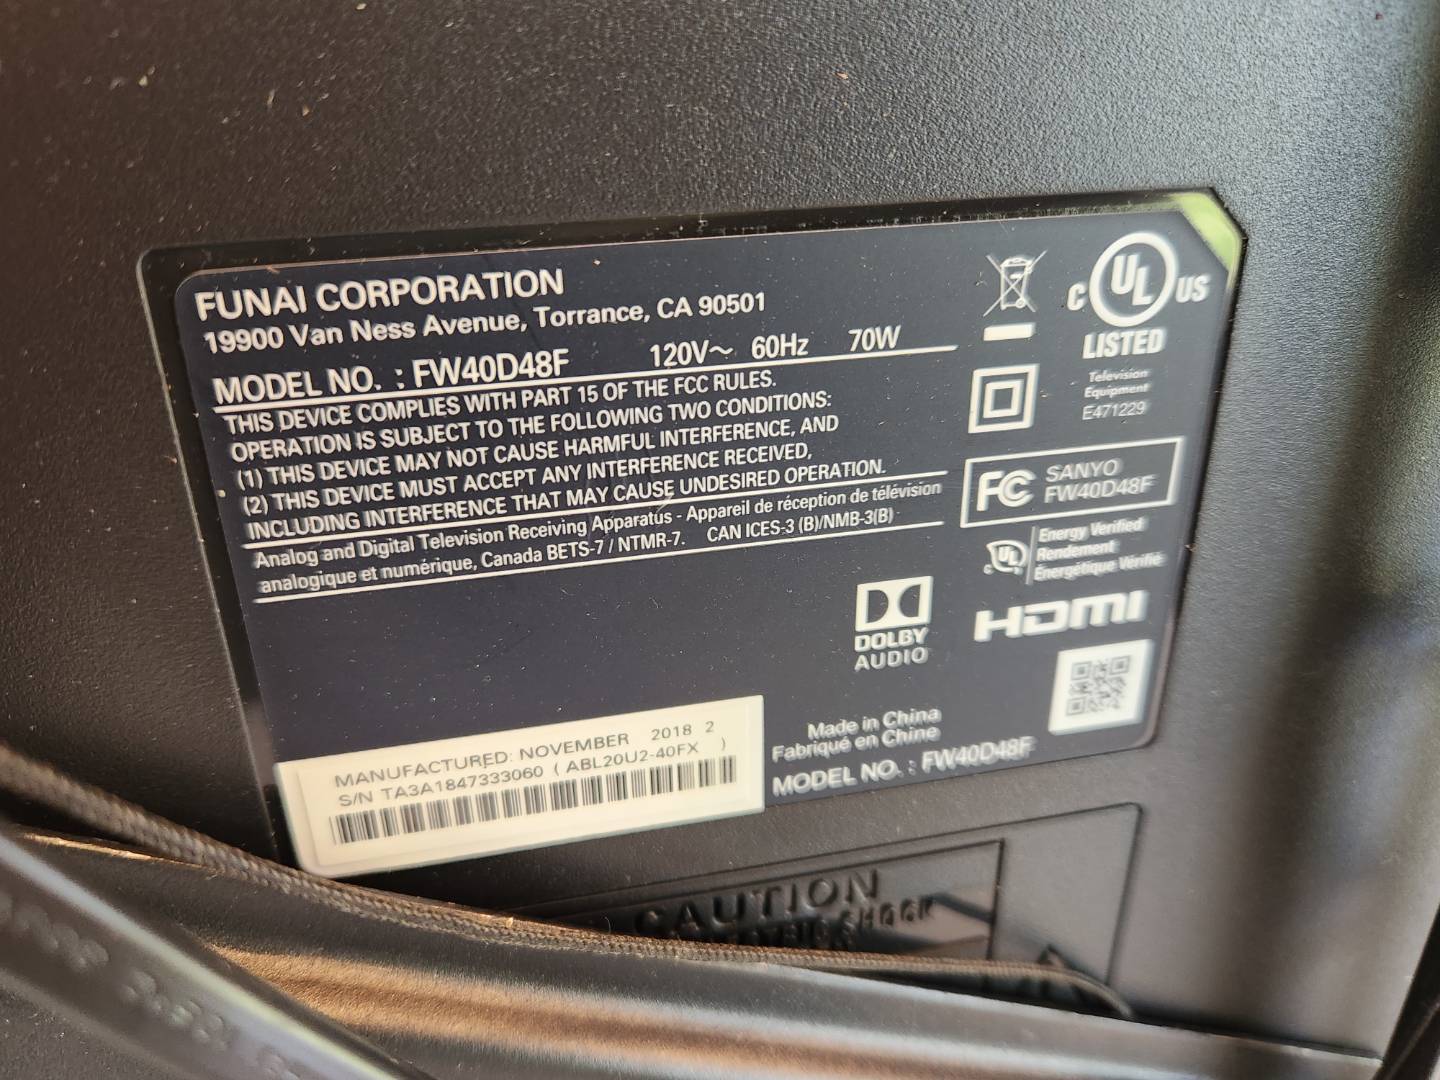 FUNAI CORPORATION
19900 Van Ness Avenue, Torrance, CA 90501
MODEL NO. : FW40D48F 120V~ 60Hz 70W
THIS DEVICE COMPLIES WITH PART 15 OF THE FCC RULES.
OPERATION IS SUBJECT TO THE FOLLOWING TWO CONDITIONS:
(1) THIS DEVICE MAY NOT CAUSE HARMFUL INTERFERENCE, AND
(2) THIS DEVICE MUST ACCEPT ANY INTERFERENCE RECEIVED,
INCLUDING INTERFERENCE THAT MAY CAUSE UNDESIRED OPERATION.
Analog and Digital Television Receiving Apparatus - Appareil de réception de télévision
analogique et numérique, Canada BETS-7 / NTMR-7. CAN ICES-3 (B)/NMB-3(B)
C UL US
LISTED
Television
Equipment
E471229
FC SANYO
FW40D48F
UL Energy Verified
Rendement
Énergétique Vérifié
DOLBY
AUDIO
HDMI
Made in China
Fabriqué en Chine
MODEL NO. : FW40D48F
MANUFACTURED: NOVEMBER 2018 2
S/N TA3A1847333060 ( ABL20U2-40FX )
CAUTION
SHOCK